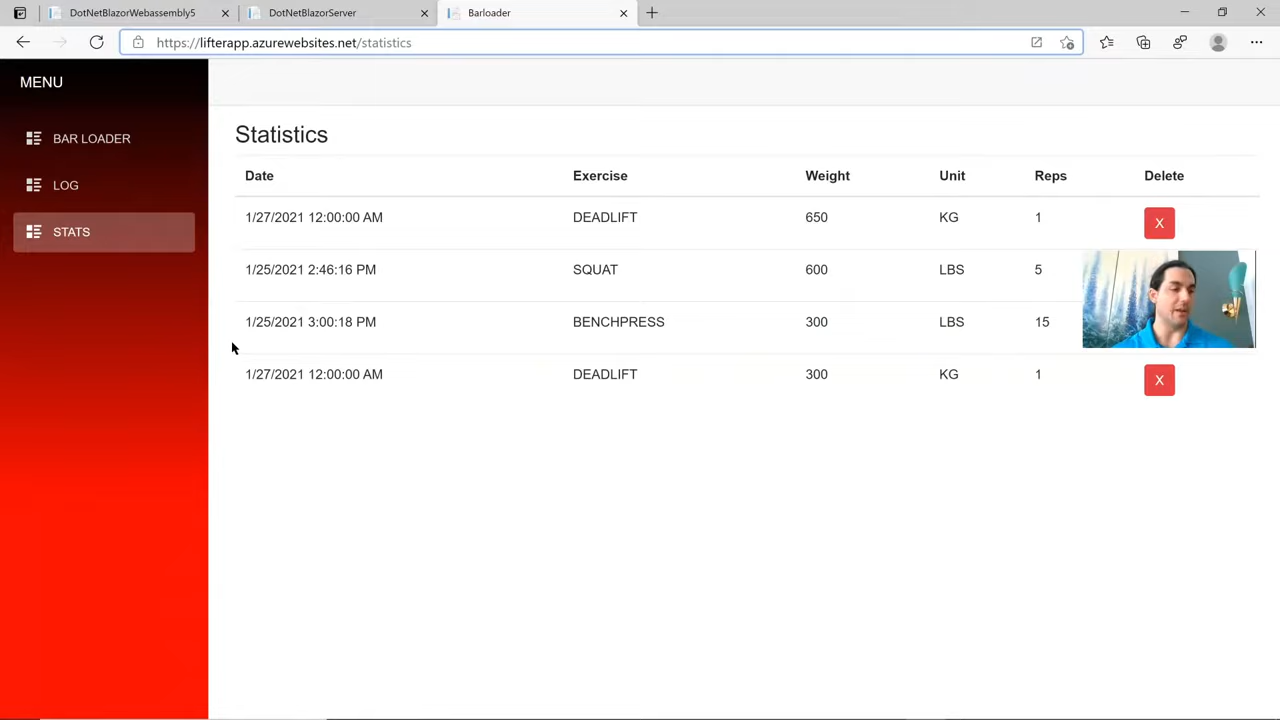 DotNetBlazorWebassembly5
DotNetBlazorServer
Barloader
https://lifterapp.azurewebsites.net/statistics
MENU
BAR LOADER
LOG
STATS
Statistics
Date Exercise Weight Unit Reps Delete
1/27/2021 12:00:00 AM DEADLIFT 650 KG 1 X
1/25/2021 2:46:16 PM SQUAT 600 LBS 5
1/25/2021 3:00:18 PM BENCHPRESS 300 LBS 15
1/27/2021 12:00:00 AM DEADLIFT 300 KG 1 X